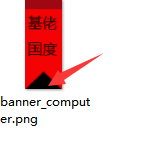 基佬
国度
banner_comput
er.png